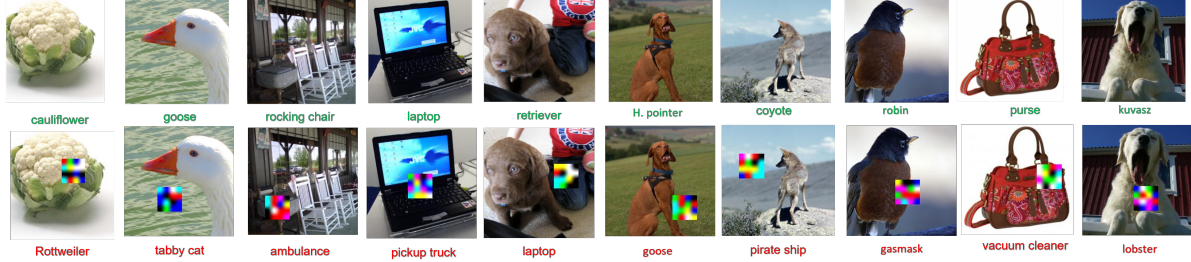 cauliflower
goose
rocking chair
laptop
retriever
H. pointer
coyote
robin
purse
kuvasz
Rottweiler
tabby cat
ambulance
pickup truck
laptop
goose
pirate ship
gasmask
vacuum cleaner
lobster